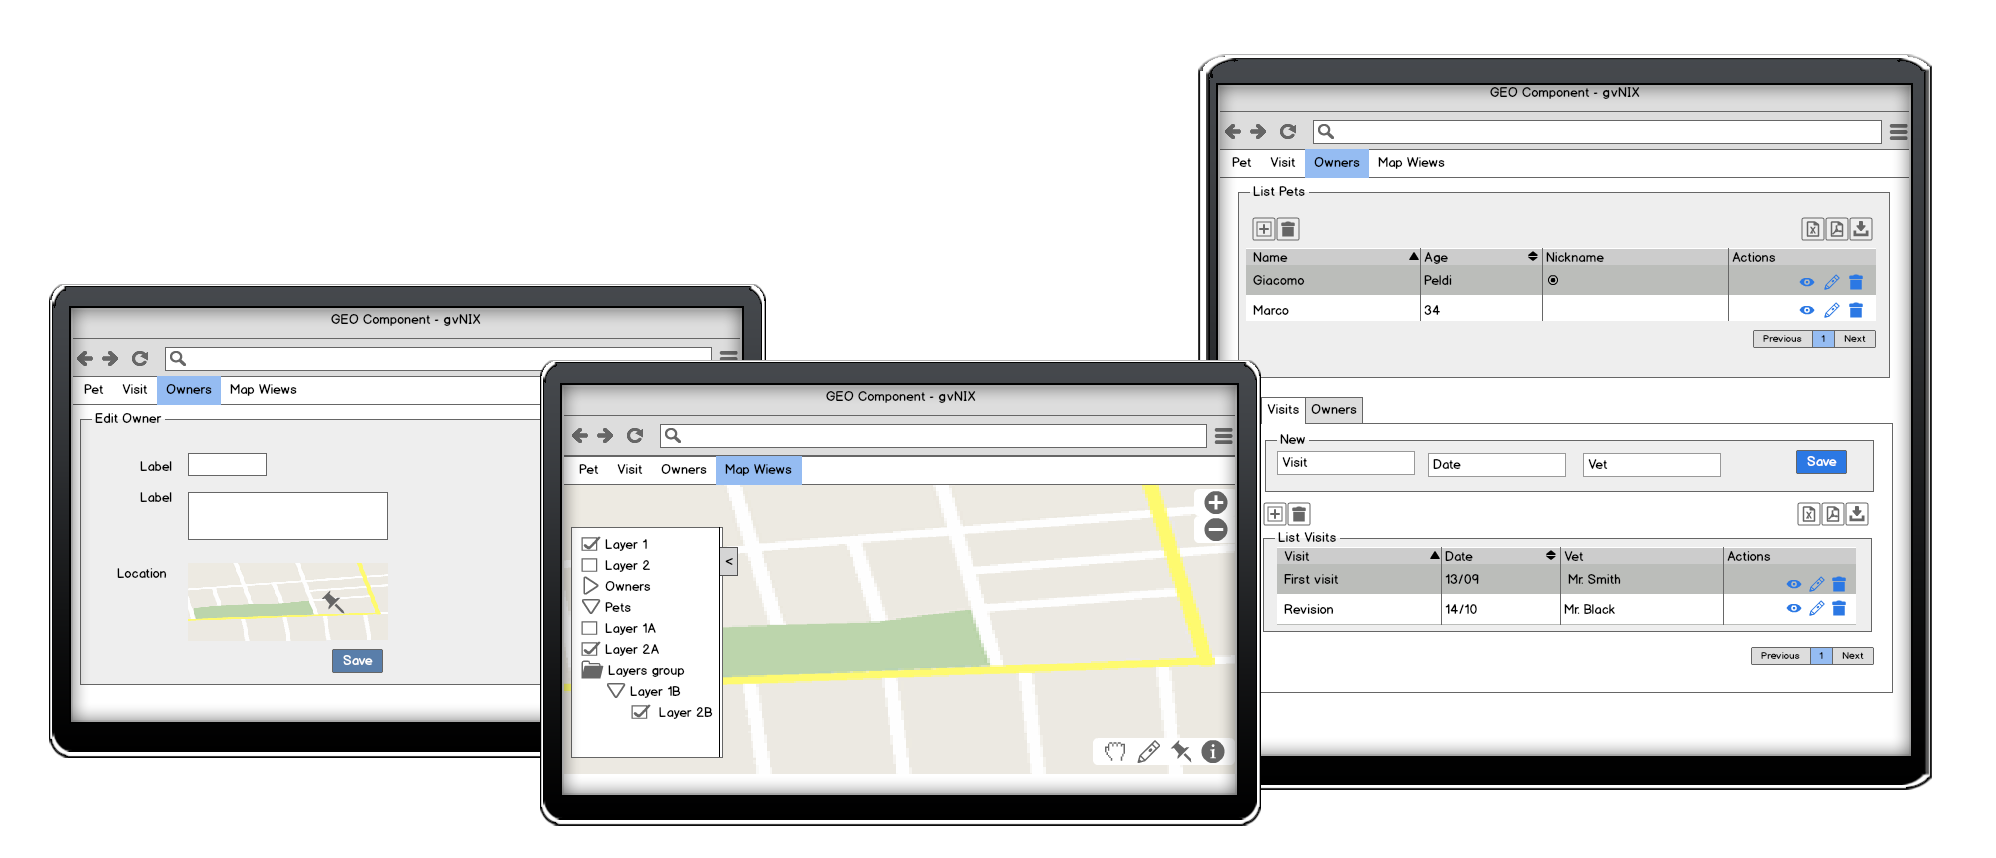 GEO Component - gvNIX
Pet Visit Owners Map Wiews
Edit Owner
Label
Label
Location
Save
GEO Component - gvNIX
Pet Visit Owners Map Wiews
Layer 1
Layer 2
Owners
Pets
Layer 1A
Layer 2A
Layers group
Layer 1B
Layer 2B
<
GEO Component - gvNIX
Pet Visit Owners Map Wiews
List Pets
Name Age Nickname Actions
Giacomo Peldi
Marco 34
Previous 1 Next
Visits Owners
New
Visit Date Vet Save
List Visits
Visit Date Vet Actions
First visit 13/09 Mr. Smith
Revision 14/10 Mr. Black
Previous 1 Next